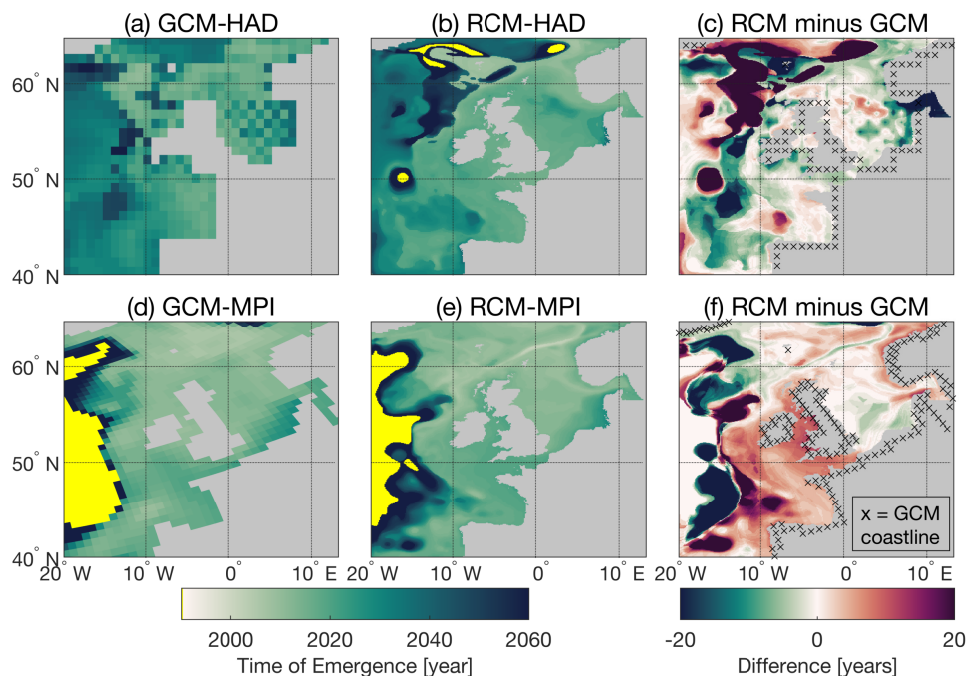 (a) GCM-HAD
(b) RCM-HAD
(c) RCM minus GCM
60° N
50° N
40° N
(d) GCM-MPI
(e) RCM-MPI
(f) RCM minus GCM
60° N
50° N
40° N
x = GCM
coastline
20° W 10° W 0° 10° E
20° W 10° W 0° 10° E
20° W 10° W 0° 10° E
2000 2020 2040 2060
Time of Emergence [year]
-20 0 20
Difference [years]